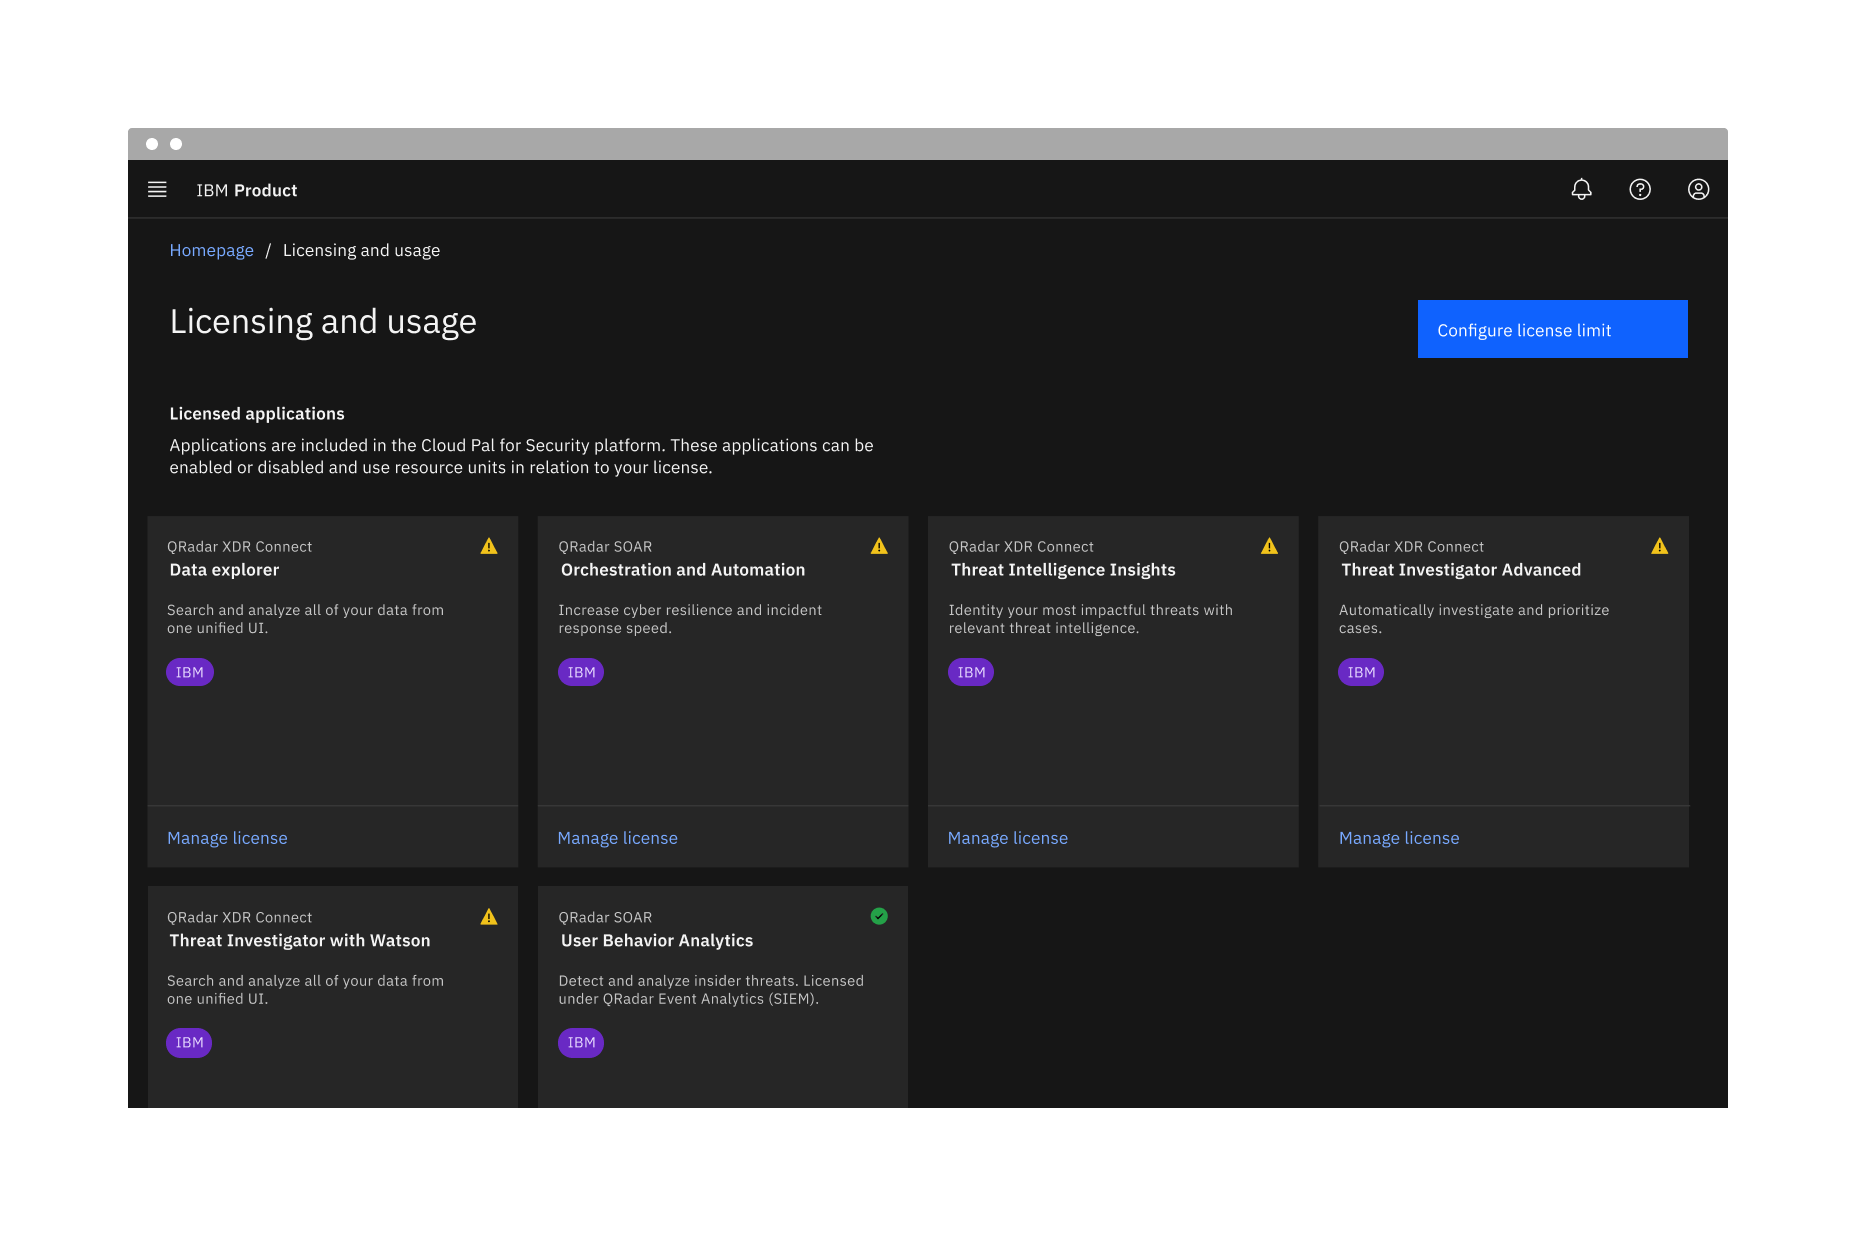 IBM Product
Homepage / Licensing and usage
Licensing and usage
Configure license limit
Licensed applications
Applications are included in the Cloud Pal for Security platform. These applications can be
enabled or disabled and use resource units in relation to your license.
QRadar XDR Connect
Data explorer
Search and analyze all of your data from
one unified UI.
IBM
Manage license
QRadar SOAR
Orchestration and Automation
Increase cyber resilience and incident
response speed.
IBM
Manage license
QRadar XDR Connect
Threat Intelligence Insights
Identity your most impactful threats with
relevant threat intelligence.
IBM
Manage license
QRadar XDR Connect
Threat Investigator Advanced
Automatically investigate and prioritize
cases.
IBM
Manage license
QRadar XDR Connect
Threat Investigator with Watson
Search and analyze all of your data from
one unified UI.
IBM
QRadar SOAR
User Behavior Analytics
Detect and analyze insider threats. Licensed
under QRadar Event Analytics (SIEM).
IBM